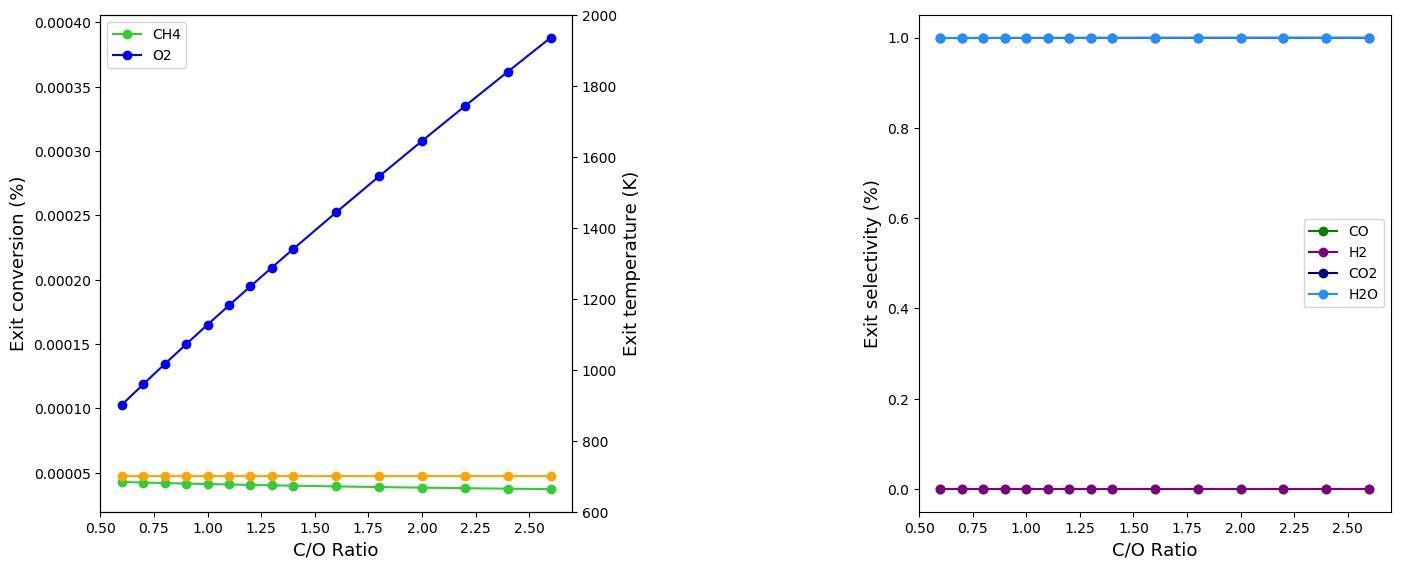 0.00040
0.00035
0.00030
0.00025
0.00020
0.00015
0.00010
0.00005
Exit conversion (%)
CH4
O2
2000
1800
1600
1400
1200
1000
800
600
Exit temperature (K)
0.50 0.75 1.00 1.25 1.50 1.75 2.00 2.25 2.50
C/O Ratio
1.0
0.8
0.6
0.4
0.2
0.0
Exit selectivity (%)
CO
H2
CO2
H2O
0.50 0.75 1.00 1.25 1.50 1.75 2.00 2.25 2.50
C/O Ratio